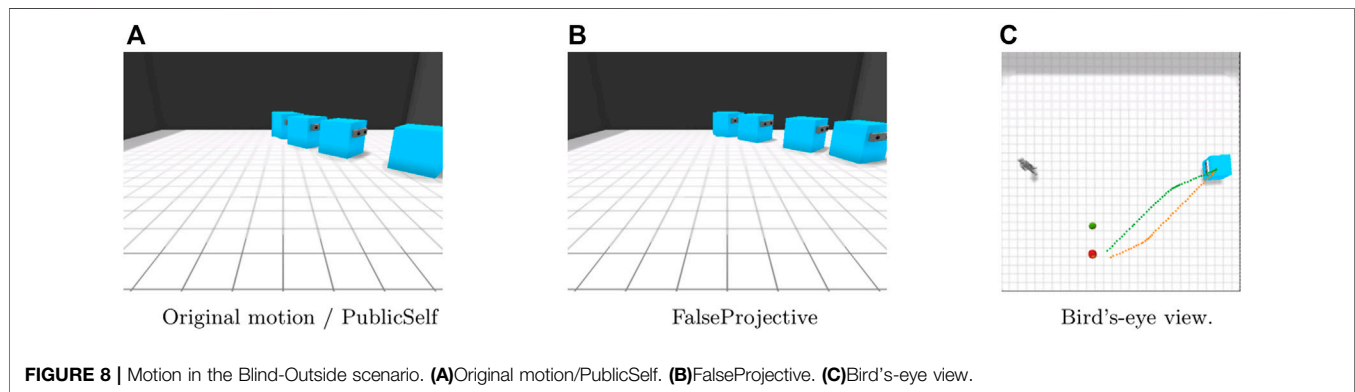 A
B
C
Original motion / PublicSelf
FalseProjective
Bird's-eye view.
FIGURE 8 | Motion in the Blind-Outside scenario. (A)Original motion/PublicSelf. (B)FalseProjective. (C)Bird's-eye view.